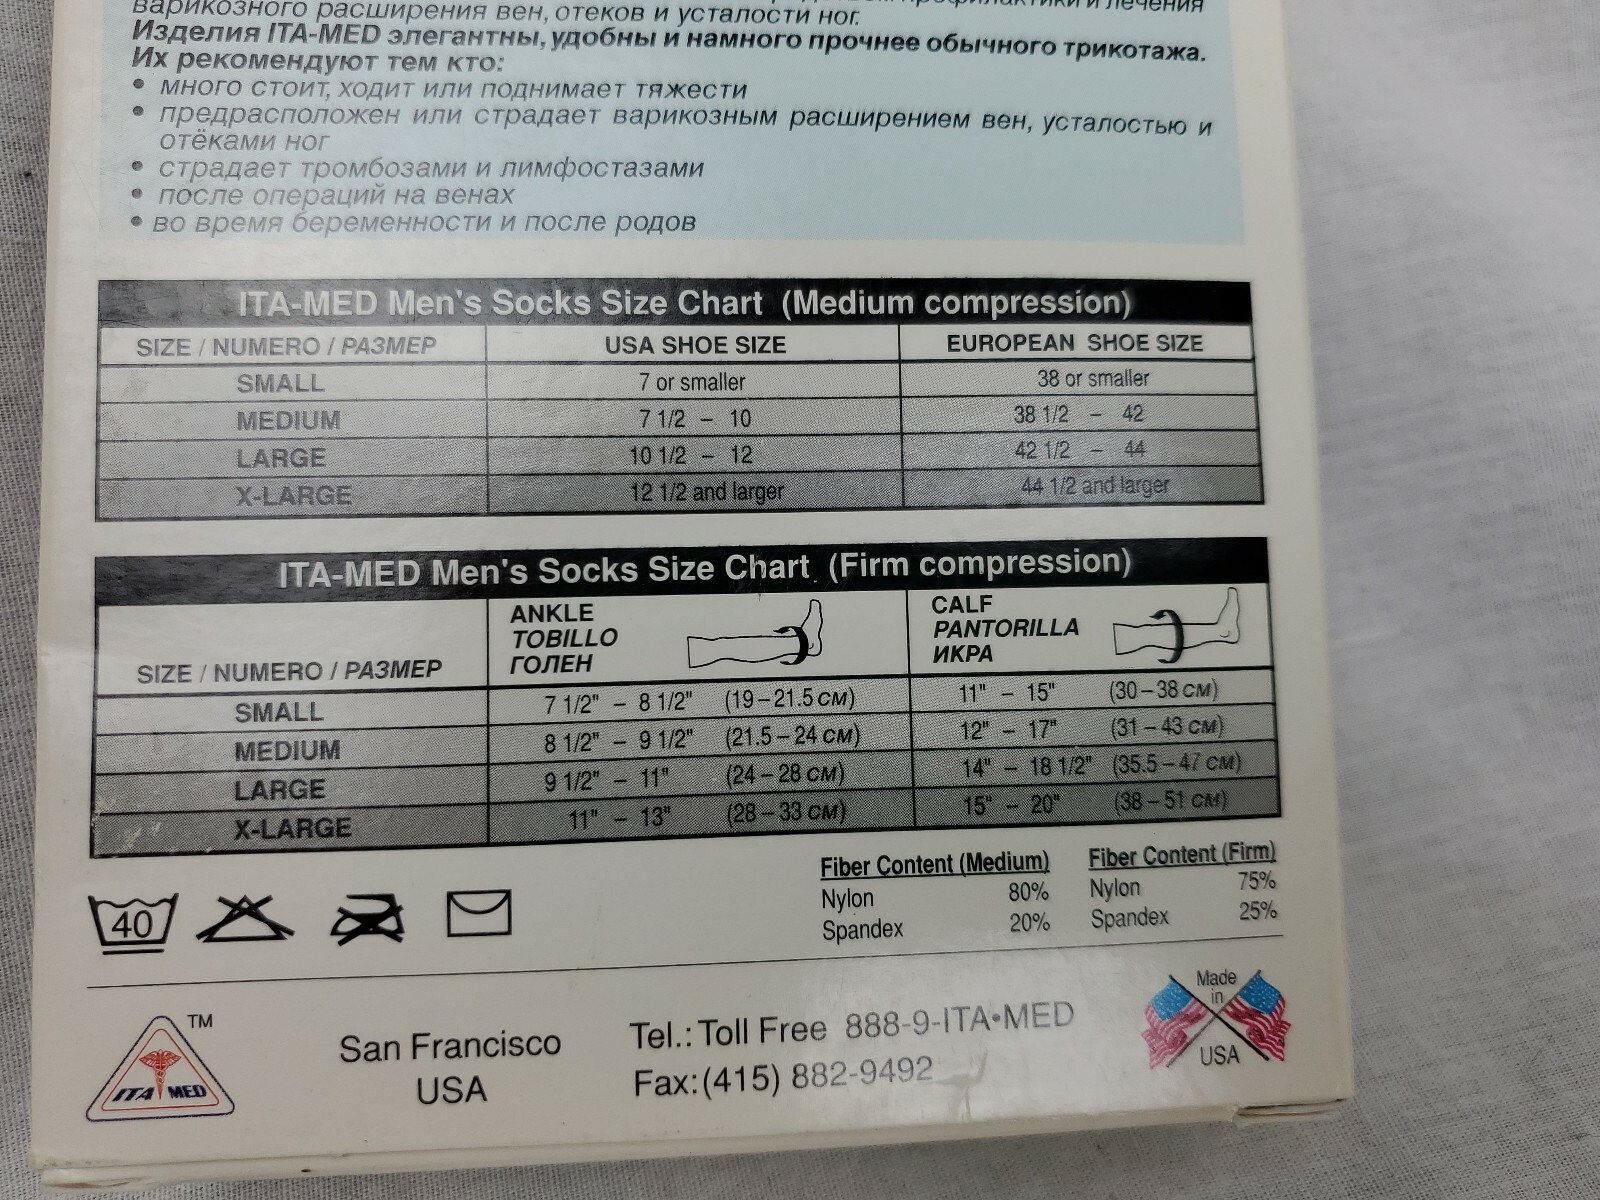 варикозного расширения вен, отеков и усталости ног. профилактики и лечения
Изделия ITA-MED элегантны, удобны и намного прочнее обычного трикотажа.
Их рекомендуют тем кто:
• много стоит, ходит или поднимает тяжести
• предрасположен или страдает варикозным расширением вен, усталостью и
отёками ног
• страдает тромбозами и лимфостазами
• после операций на венах
• во время беременности и после родов
ITA-MED Men's Socks Size Chart (Medium compression)
SIZE / NUMERO / РАЗМЕР USA SHOE SIZE EUROPEAN SHOE SIZE
SMALL 7 or smaller 38 or smaller
MEDIUM 7 1/2 – 10 38 1/2 – 42
LARGE 10 1/2 – 12 42 1/2 – 44
X-LARGE 12 1/2 and larger 44 1/2 and larger
ITA-MED Men's Socks Size Chart (Firm compression)
ANKLE CALF
TOBILLO PANTORILLA
ГОЛЕН ИКРА
SIZE / NUMERO / РАЗМЕР
SMALL 7 1/2" – 8 1/2" (19 – 21.5 см) 11" – 15" (30 – 38 см)
MEDIUM 8 1/2" – 9 1/2" (21.5 – 24 см) 12" – 17" (31 – 43 см)
LARGE 9 1/2" – 11" (24 – 28 см) 14" – 18 1/2" (35.5 – 47 см)
X-LARGE 11" – 13" (28 – 33 см) 15" – 20" (38 – 51 см)
Fiber Content (Medium) Fiber Content (Firm)
Nylon 80% Nylon 75%
Spandex 20% Spandex 25%
40
TM
ITA MED
San Francisco
USA
Tel.: Toll Free 888-9-ITA•MED
Fax: (415) 882-9492
Made
in
USA